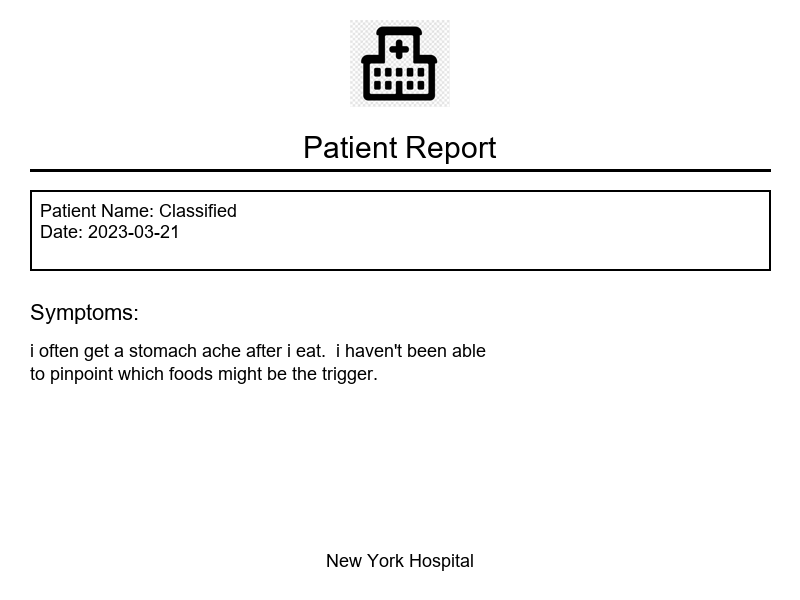 Patient Report
Patient Name: Classified
Date: 2023-03-21
Symptoms:
i often get a stomach ache after i eat.  i haven't been able
to pinpoint which foods might be the trigger.
New York Hospital